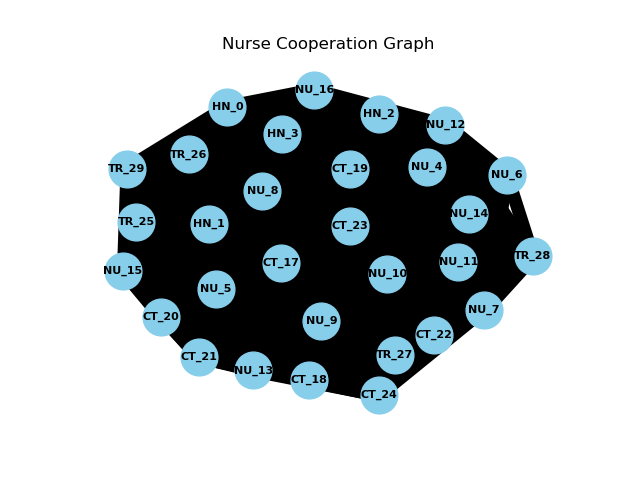 Nurse Cooperation Graph
NU_16
HN_0
HN_2
NU_12
HN_3
TR_26
TR_29
CT_19
NU_4
NU_6
NU_8
NU_14
TR_25
HN_1
CT_23
TR_28
NU_15
CT_17
NU_10
NU_11
NU_5
NU_7
CT_20
NU_9
CT_22
CT_21
TR_27
NU_13
CT_18
CT_24